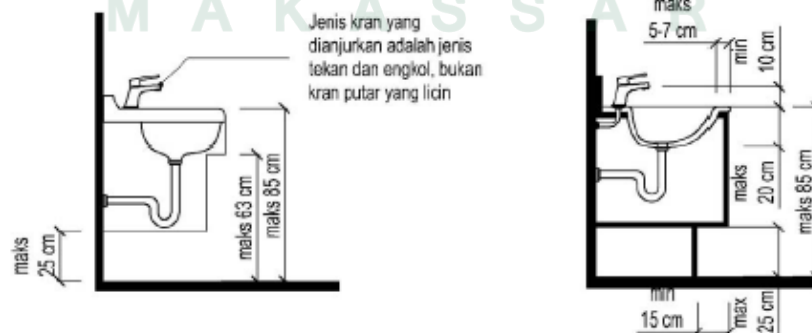 MAKASSAR
Jenis kran yang
dianjurkan adalah jenis
tekan dan engkol, bukan
kran putar yang licin
maks
25 cm
maks 63 cm
maks 85 cm
maks
5-7 cm
min
10 cm
maks
20 cm
maks 85 cm
min
15 cm
max
25 cm